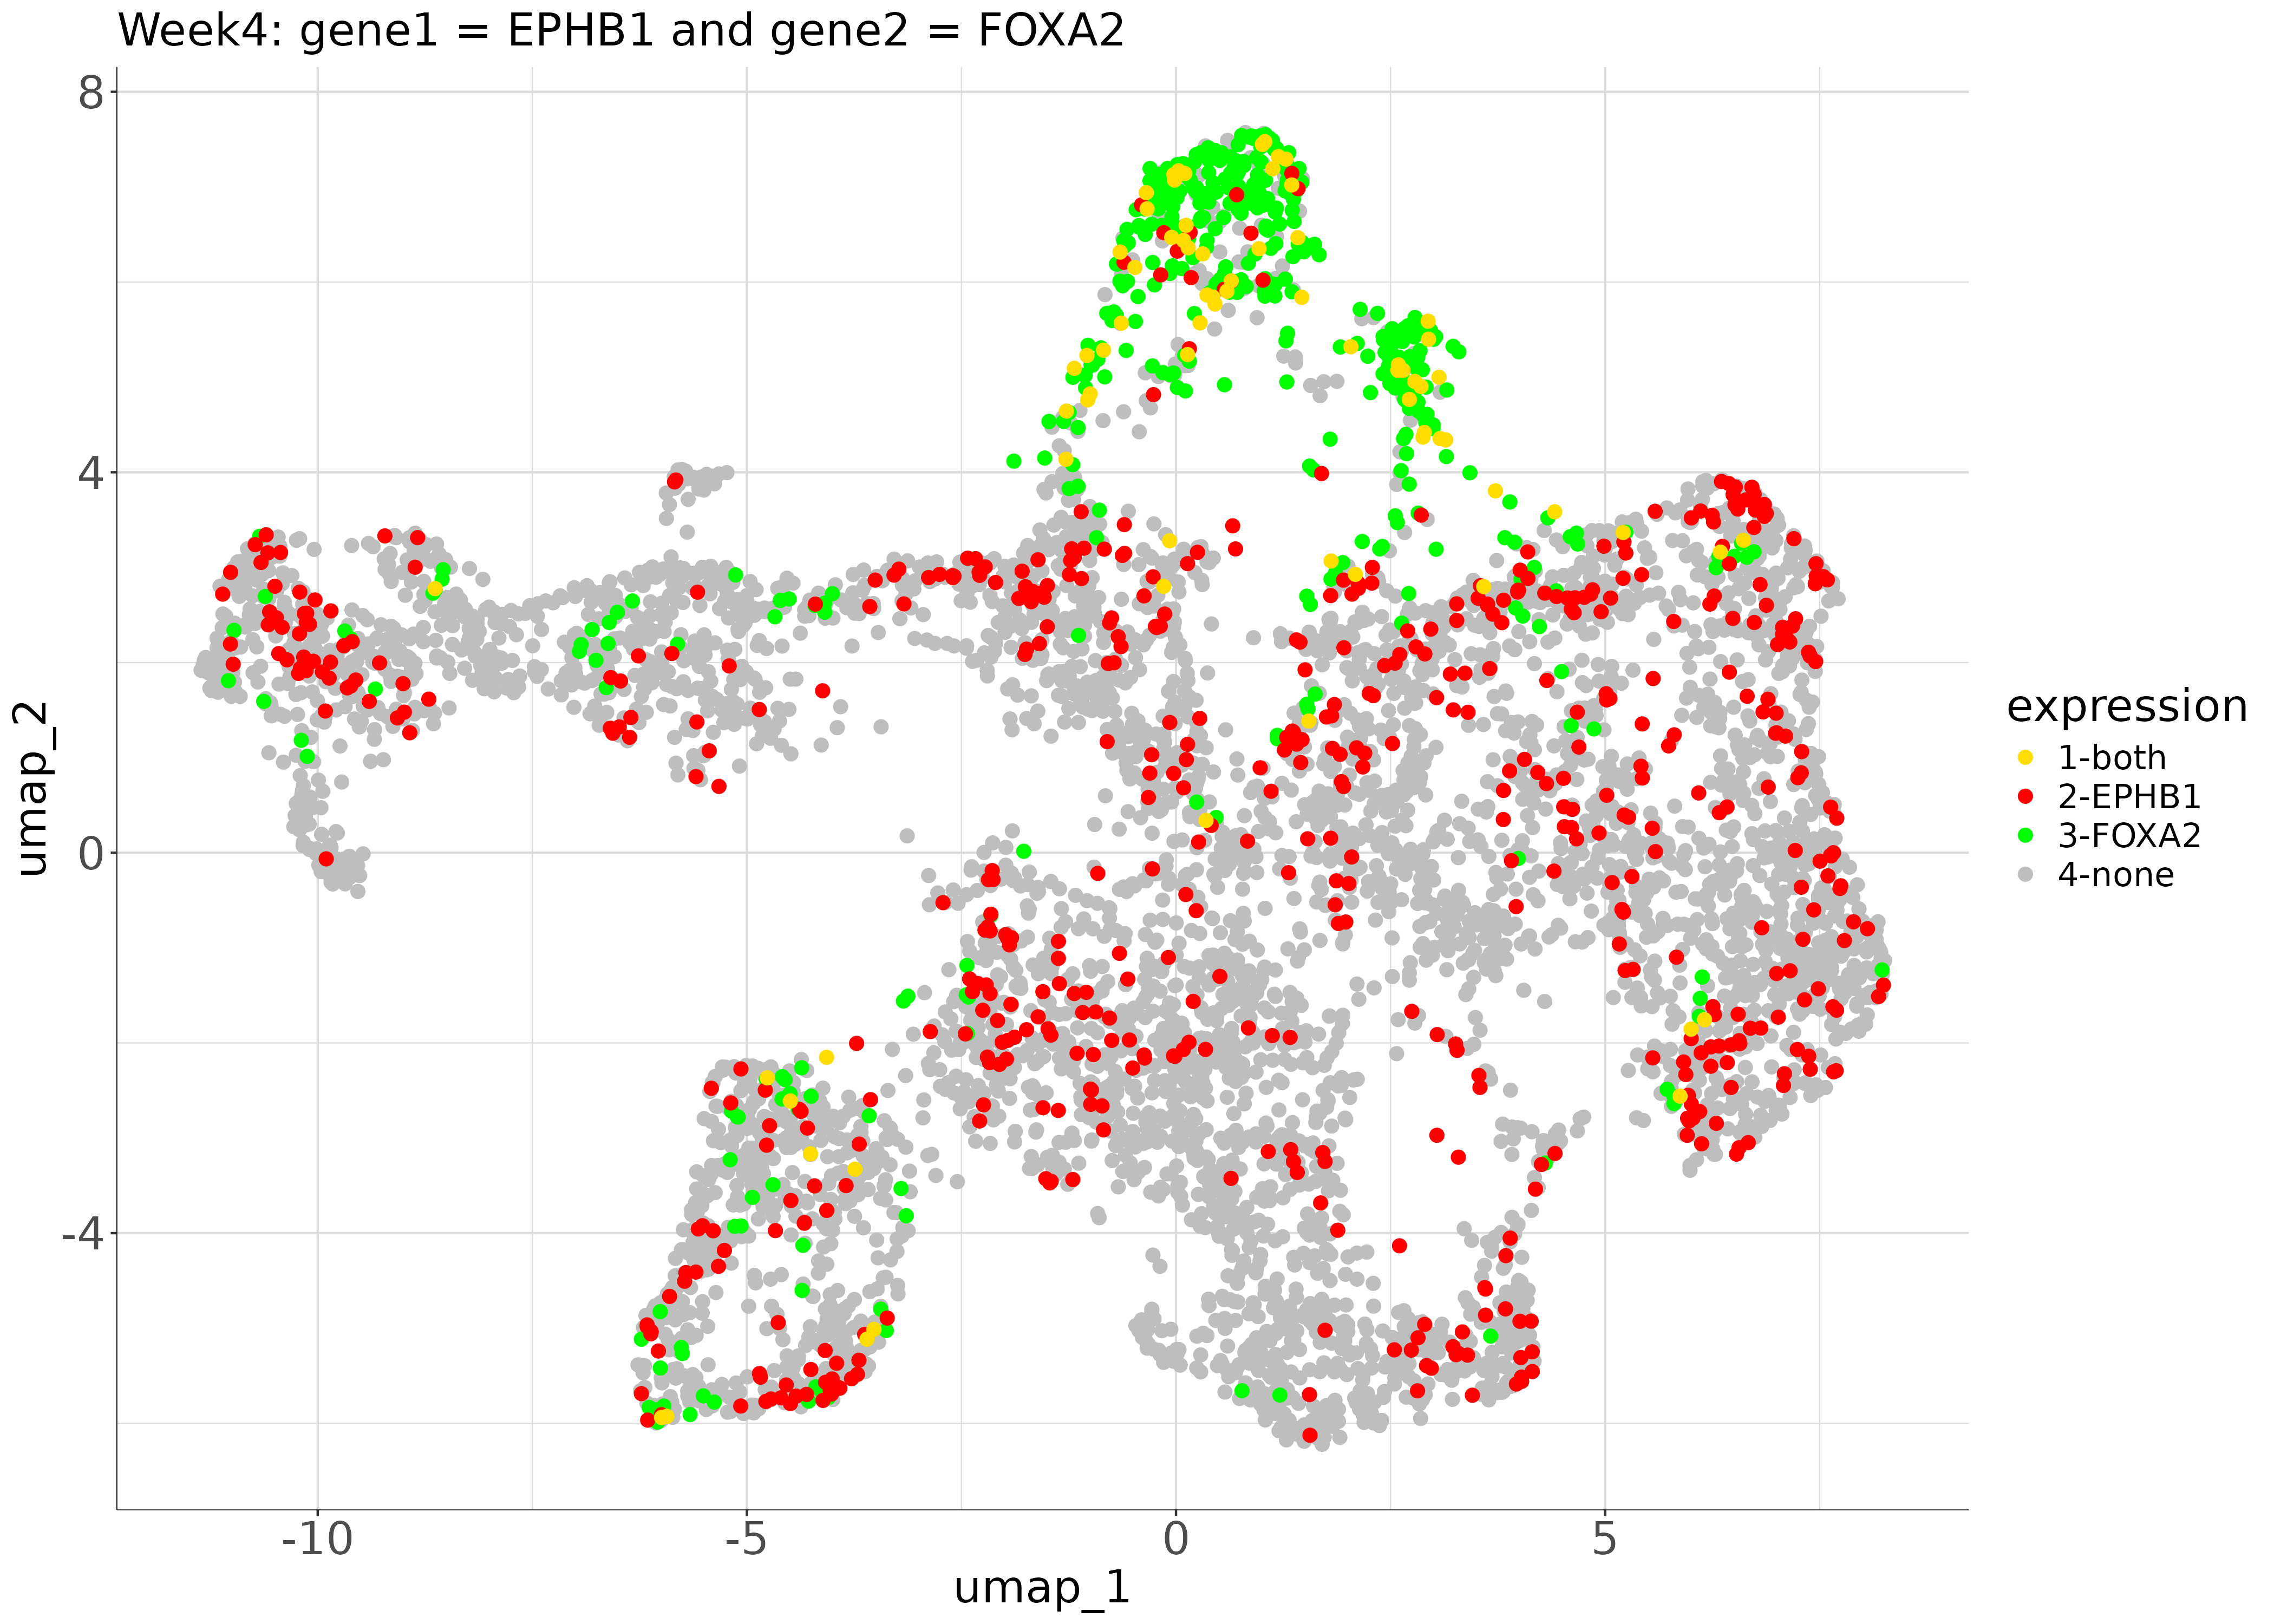 Week4: gene1 = EPHB1 and gene2 = FOXA2
8
4
0
-4
-10
-5
0
5
umap_1
umap_2
expression
1-both
2-EPHB1
3-FOXA2
4-none